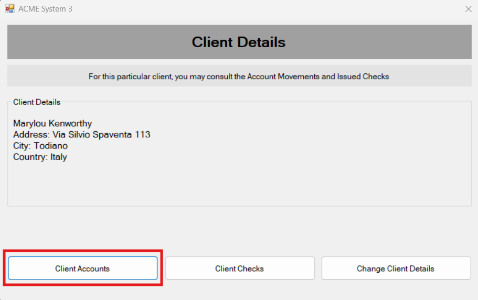 ACME System 3
Client Details
For this particular client, you may consult the Account Movements and Issued Checks
Client Details
Marylou Kenworthy
Address: Via Silvio Spaventa 113
City: Todiano
Country: Italy
Client Accounts
Client Checks
Change Client Details